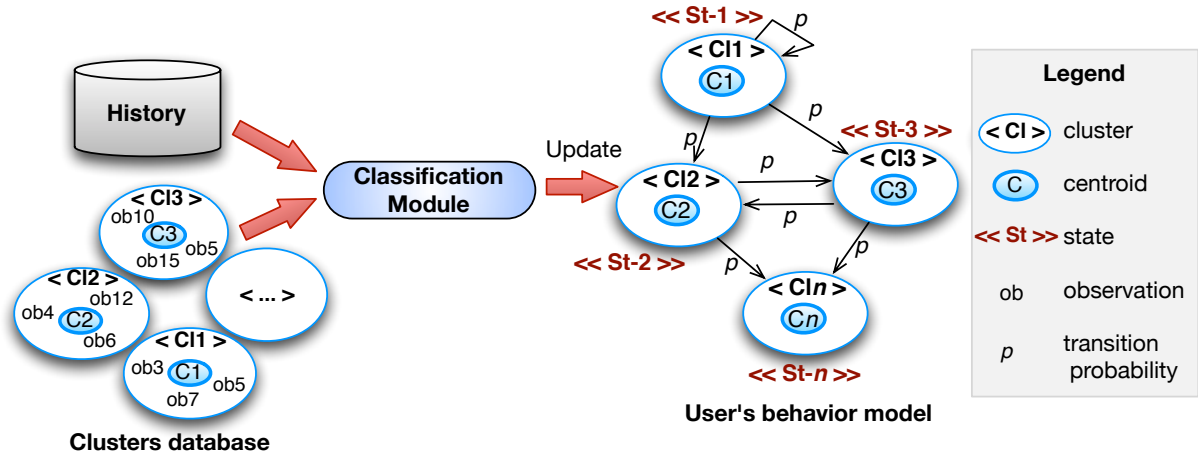 History
< Cl3 >
ob10
C3
ob5
ob15
< Cl2 >
ob12
ob4
C2
ob6
< ... >
< Cl1 >
ob3
C1
ob5
ob7
Clusters database
Classification
Module
Update
<< St-1 >>
p
< Cl1 >
C1
p
p
<< St-3 >>
< Cl2 >
C2
p
p
< Cl3 >
C3
<< St-2 >>
p
p
< Cln >
Cn
<< St-n >>
User's behavior model
Legend
< Cl > cluster
C centroid
<< St >> state
ob observation
p transition
probability